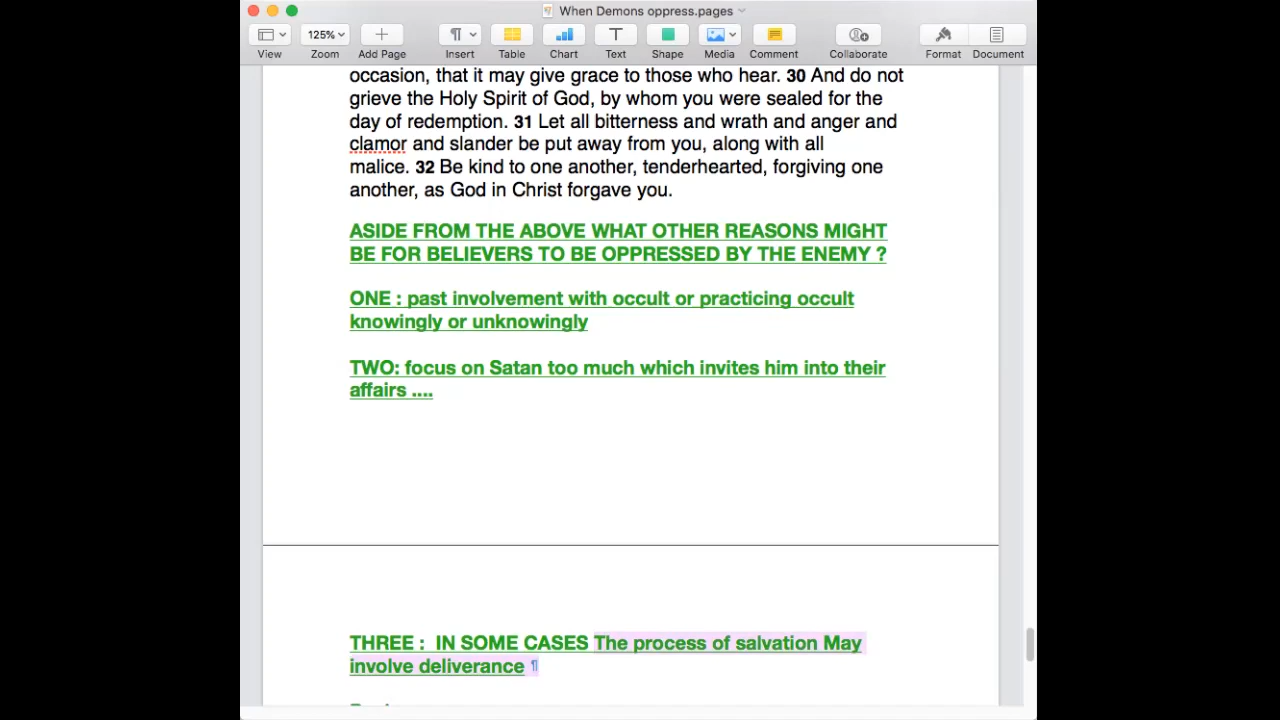 When Demons oppress.pages
125%
View Zoom Add Page Insert Table Chart Text Shape Media Comment Collaborate Format Document
occasion, that it may give grace to those who hear. 30 And do not
grieve the Holy Spirit of God, by whom you were sealed for the
day of redemption. 31 Let all bitterness and wrath and anger and
clamor and slander be put away from you, along with all
malice. 32 Be kind to one another, tenderhearted, forgiving one
another, as God in Christ forgave you.
ASIDE FROM THE ABOVE WHAT OTHER REASONS MIGHT
BE FOR BELIEVERS TO BE OPPRESSED BY THE ENEMY ?
ONE : past involvement with occult or practicing occult
knowingly or unknowingly
TWO: focus on Satan too much which invites him into their
affairs ....
THREE :  IN SOME CASES The process of salvation May
involve deliverance ¶